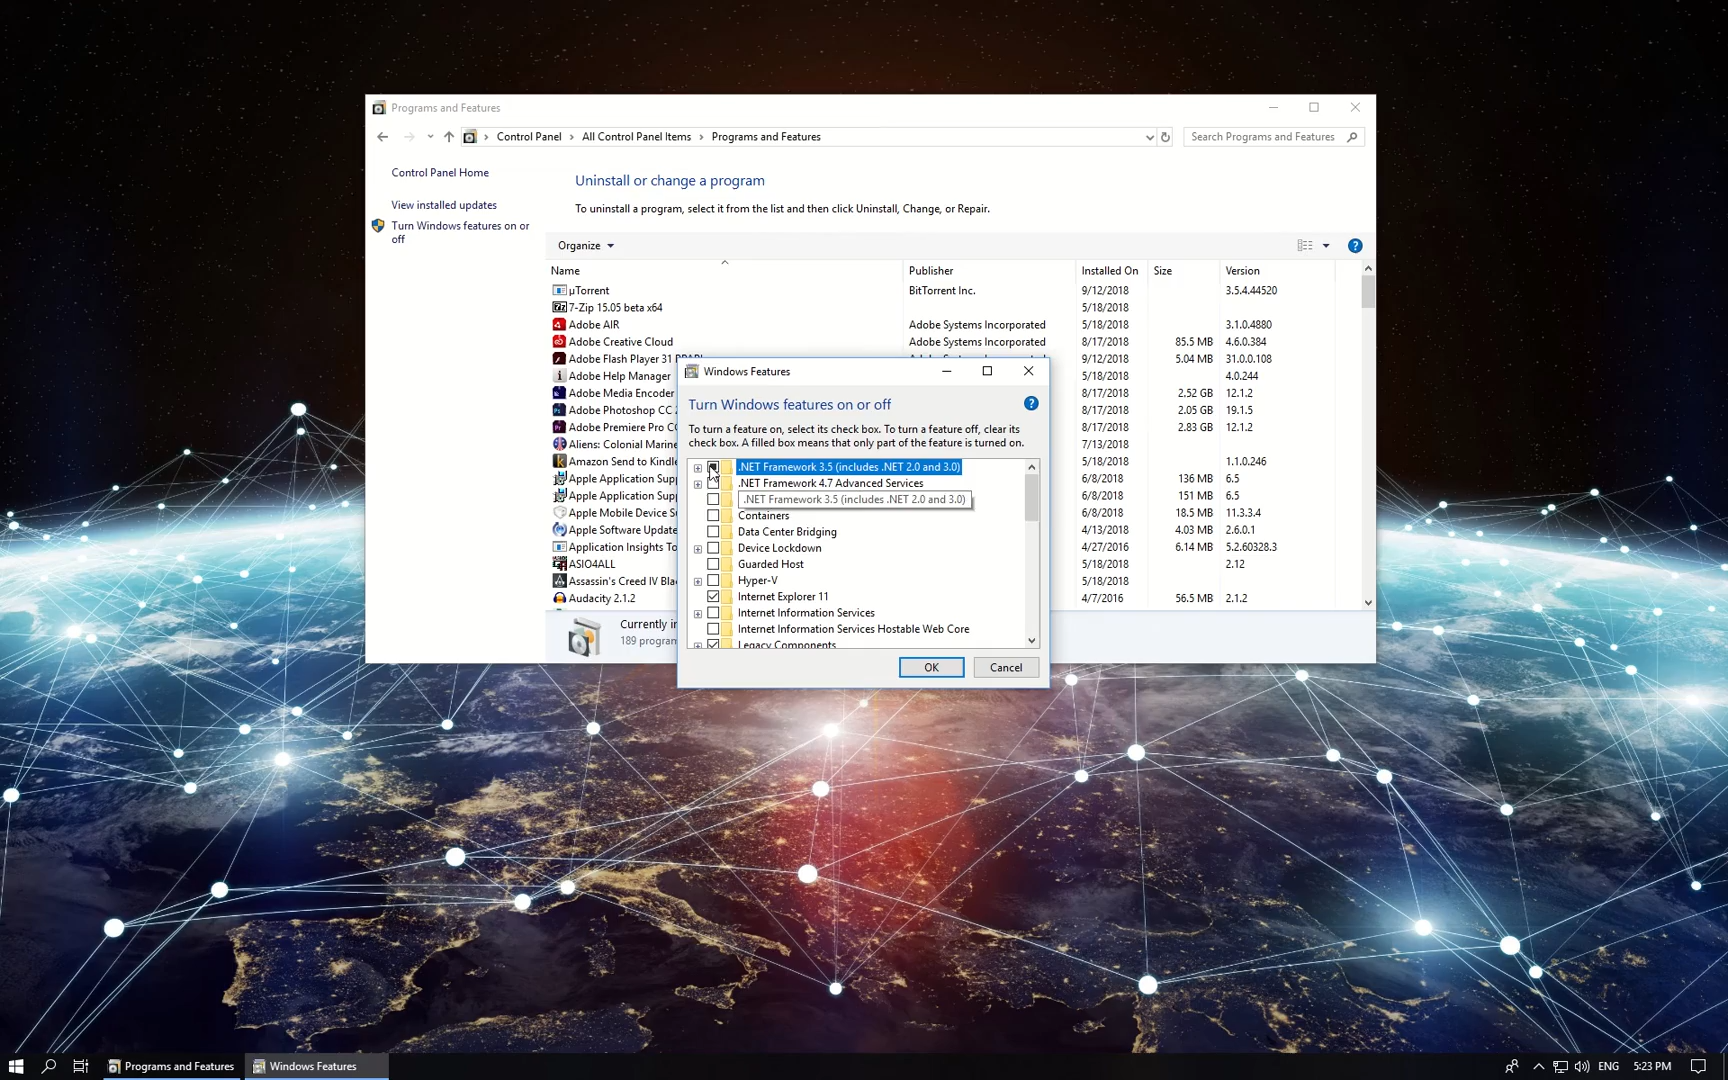 Programs and Features
Control Panel > All Control Panel Items > Programs and Features
Search Programs and Features
Control Panel Home
View installed updates
Turn Windows features on or
off
Uninstall or change a program
To uninstall a program, select it from the list and then click Uninstall, Change, or Repair.
Organize
Name Publisher Installed On Size Version
µTorrent BitTorrent Inc. 9/12/2018 3.5.4.44520
7-Zip 15.05 beta x64 5/18/2018
Adobe AIR Adobe Systems Incorporated 5/18/2018 3.1.0.4880
Adobe Creative Cloud Adobe Systems Incorporated 8/17/2018 85.5 MB 4.6.0.384
Adobe Flash Player 31 9/12/2018 5.04 MB 31.0.0.108
Adobe Help Manager 5/18/2018 4.0.244
Adobe Media Encoder 8/17/2018 2.52 GB 12.1.2
Adobe Photoshop CC 8/17/2018 2.05 GB 19.1.5
Adobe Premiere Pro CC 8/17/2018 2.83 GB 12.1.2
Aliens: Colonial Marine 7/13/2018
Amazon Send to Kindle 1.1.0.246
Apple Application Supp 6/8/2018 136 MB 6.5
Apple Application Supp 6/8/2018 151 MB 6.5
Apple Mobile Device S 6/8/2018 18.5 MB 11.3.3.4
Apple Software Update 4/13/2018 4.03 MB 2.6.0.1
Application Insights To 4/27/2016 6.14 MB 5.2.60328.3
ASIO4ALL 5/18/2018 2.12
Assassin's Creed IV Bla 5/18/2018
Audacity 2.1.2 4/7/2016 56.5 MB 2.1.2
Currently in
189 program
Windows Features
Turn Windows features on or off
To turn a feature on, select its check box. To turn a feature off, clear its
check box. A filled box means that only part of the feature is turned on.
.NET Framework 3.5 (includes .NET 2.0 and 3.0)
.NET Framework 4.7 Advanced Services
.NET Framework 3.5 (includes .NET 2.0 and 3.0)
Containers
Data Center Bridging
Device Lockdown
Guarded Host
Hyper-V
Internet Explorer 11
Internet Information Services
Internet Information Services Hostable Web Core
Legacy Components
OK Cancel
Programs and Features Windows Features ENG 5:23 PM